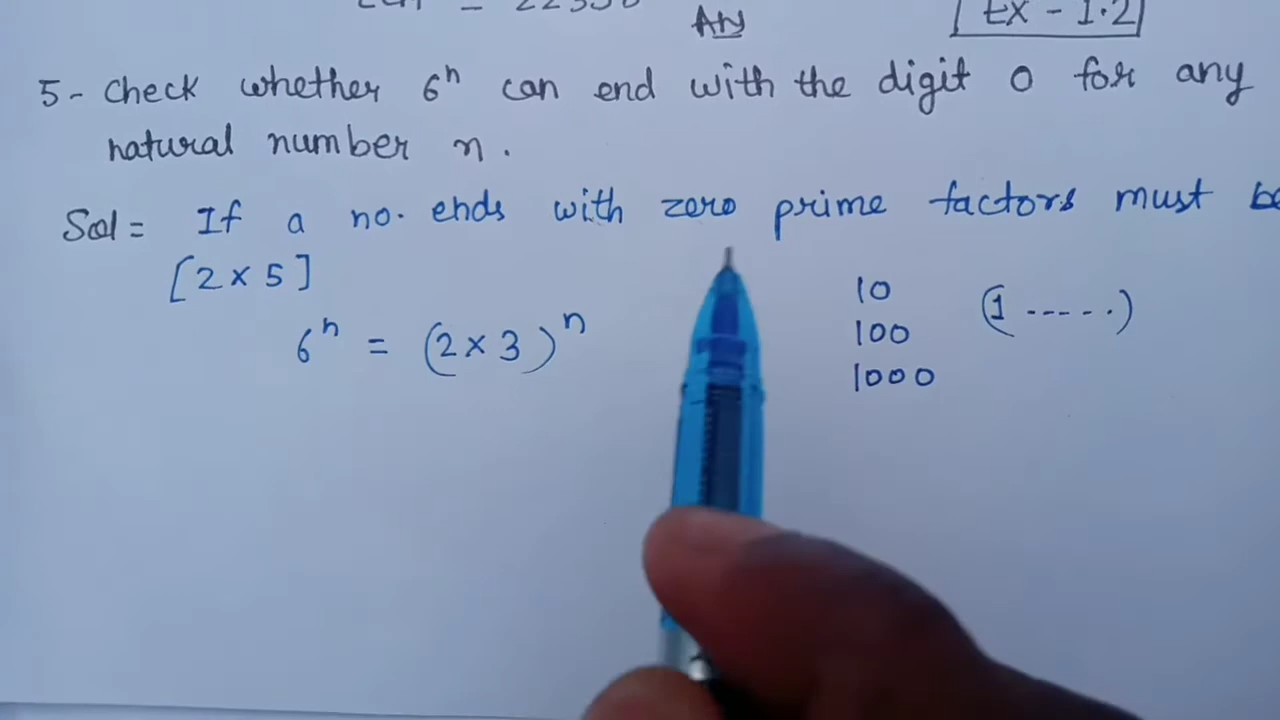 Ans
Ex - 1.2
5- Check whether 6ⁿ can end with the digit 0 for any
natural number n.
Sol = If a no. ends with zero prime factors must be
[2 × 5]
10
(1 -----.)
100
6ⁿ = (2 × 3)ⁿ
1000